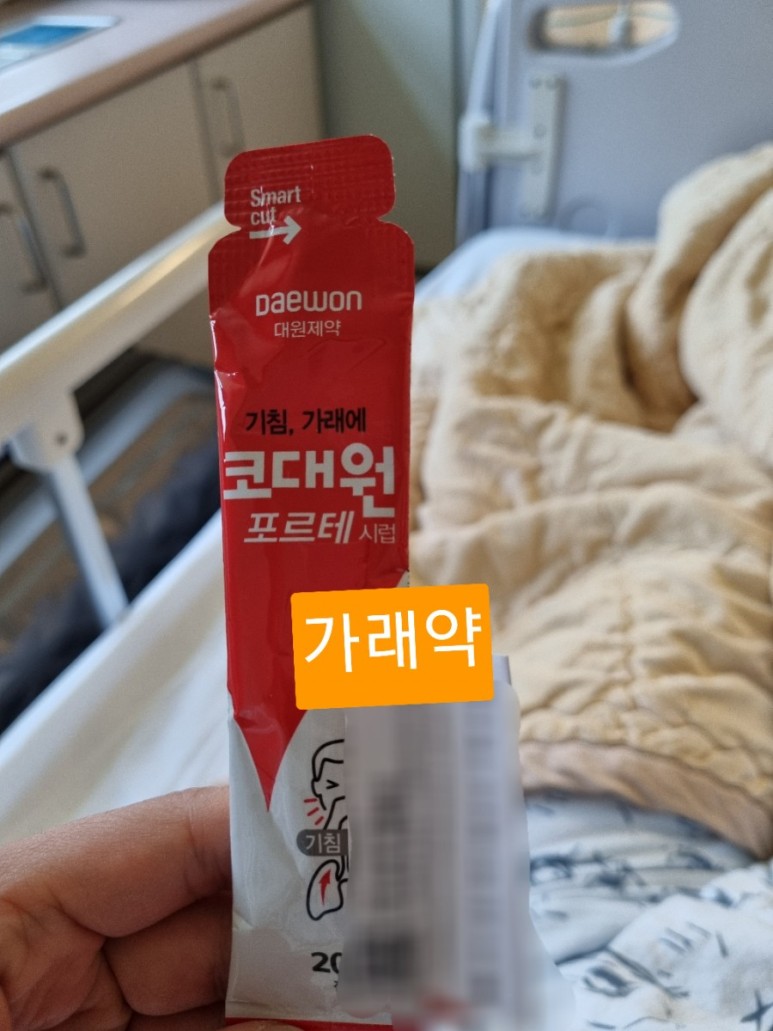 Smart
cut
Daewon
대원제약
기침, 가래에
코대원
포르테 시럽
가래약
기침
20